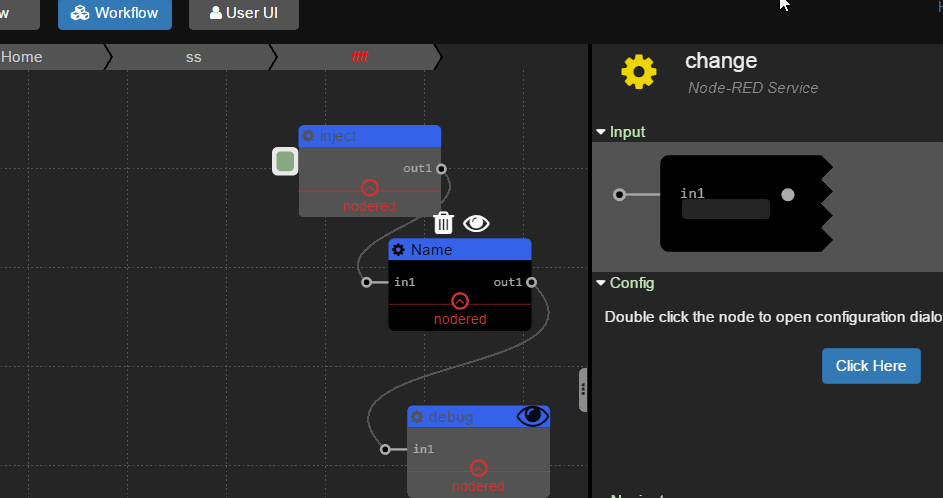 w
Workflow
User UI
Home
ss
////
change
Node-RED Service
Input
in1
inject
out1
nodered
Name
in1
out1
nodered
Config
Double click the node to open configuration dialo
Click Here
debug
in1
nodered